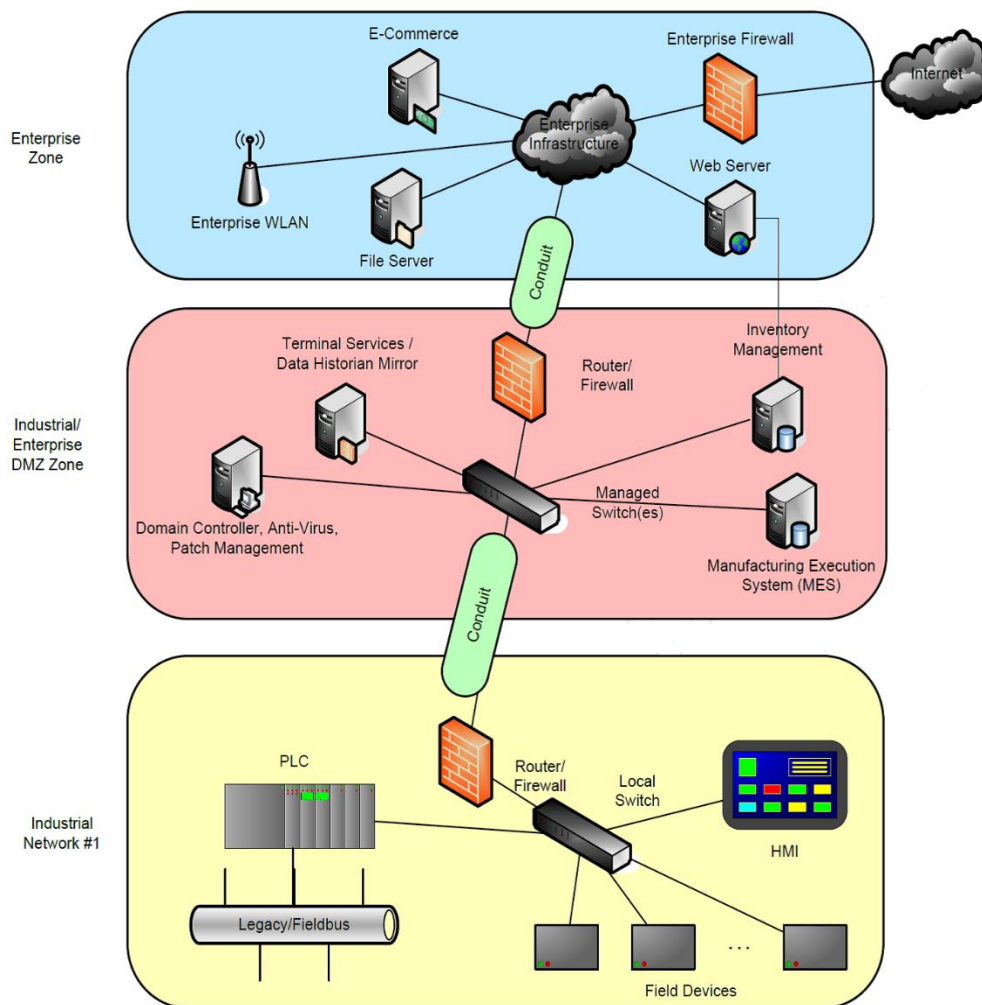 E-Commerce
Enterprise Firewall
Internet
Enterprise
Infrastructure
Enterprise
Zone
Web Server
Enterprise WLAN
File Server
Conduit
Terminal Services /
Data Historian Mirror
Router/
Firewall
Inventory
Management
Industrial/
Enterprise
DMZ Zone
Managed
Switch(es)
Domain Controller, Anti-Virus,
Patch Management
Manufacturing Execution
System (MES)
Conduit
PLC
Router/
Firewall
Local
Switch
Industrial
Network #1
HMI
Legacy/Fieldbus
...
Field Devices